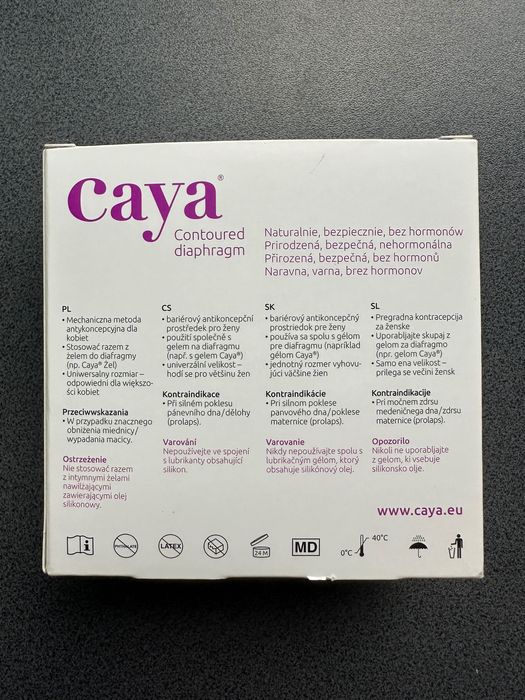 caya®
Contoured
diaphragm
Naturalnie, bezpiecznie, bez hormonów
Prirodzená, bezpečná, nehormonálna
Přirozená, bezpečná, bez hormonů
Naravna, varna, brez hormonov
PL
• Mechaniczna metoda
antykoncepcyjna dla
kobiet
• Stosować razem z
żelem do diafragmy
(np. Caya® Żel)
• Uniwersalny rozmiar –
odpowiedni dla większo-
ści kobiet
Przeciwwskazania
• W przypadku znacznego
obniżenia miednicy/
wypadania macicy.
Ostrzeżenie
Nie stosować razem
z intymnymi żelami
nawilżającymi
zawierającymi olej
silikonowy.
CS
• bariérový antikoncepční
prostředek pro ženy
• použití společně s
gelem na diafragmu
(např. s gelem Caya®)
• univerzální velikost –
hodí se pro většinu žen
Kontraindikace
• Při silném poklesu
pánevního dna/dělohy
(prolaps).
Varování
Nepoužívejte ve spojení
s lubrikanty obsahující
silikon.
SK
• bariérový antikoncepčný
prostriedok pre ženy
• používa sa spolu s gélom
pre diafragmu (napríklad
gélom Caya®)
• jednotný rozmer vyhovu-
júci väčšine žien
Kontraindikácie
• Pri silnom poklese
panvového dna/poklese
maternice (prolaps).
Varovanie
Nikdy nepoužívajte spolu s
lubrikačným gélom, ktorý
obsahuje silikónový olej.
SL
• Pregradna kontracepcija
za ženske
• Uporabljajte skupaj z
gelom za diafragmo
(npr. gelom Caya®)
• Samo ena velikost –
prilega se večini žensk
Kontraindikacije
• Pri močnem zdrsu
medeničnega dna/zdrsu
maternice (prolaps).
Opozorilo
Nikoli ne uporabljajte
z gelom, ki vsebuje
silikonsko olje.
www.caya.eu
PHTHALATE
LATEX
24 M
MD
0°C
40°C